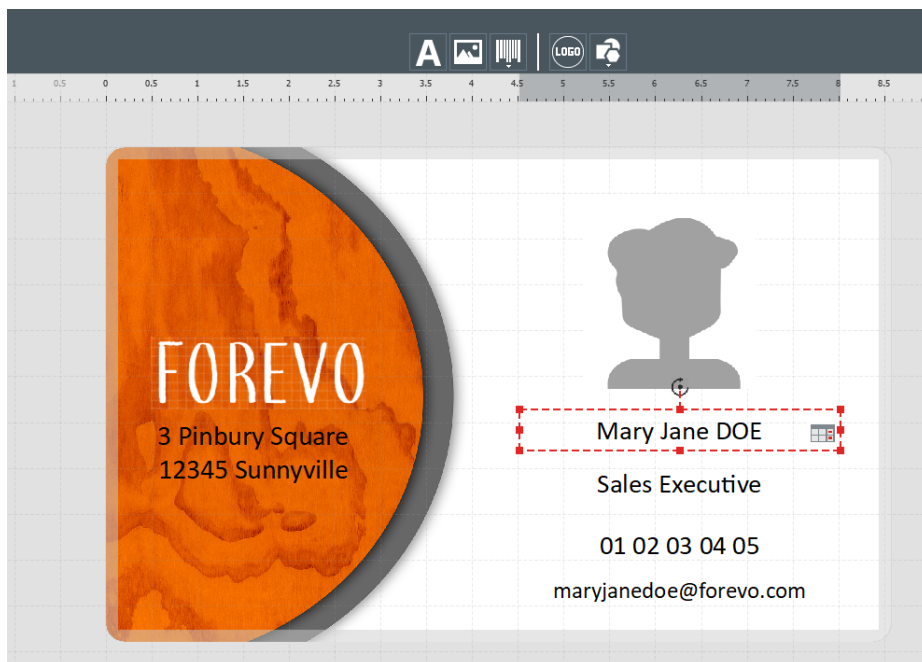 A
LOGO
1 0.5 0 0.5 1 1.5 2 2.5 3 3.5 4 4.5 5 5.5 6 6.5 7 7.5 8 8.5
FOREVO
3 Pinbury Square
12345 Sunnyville
Mary Jane DOE
Sales Executive
01 02 03 04 05
maryjanedoe@forevo.com